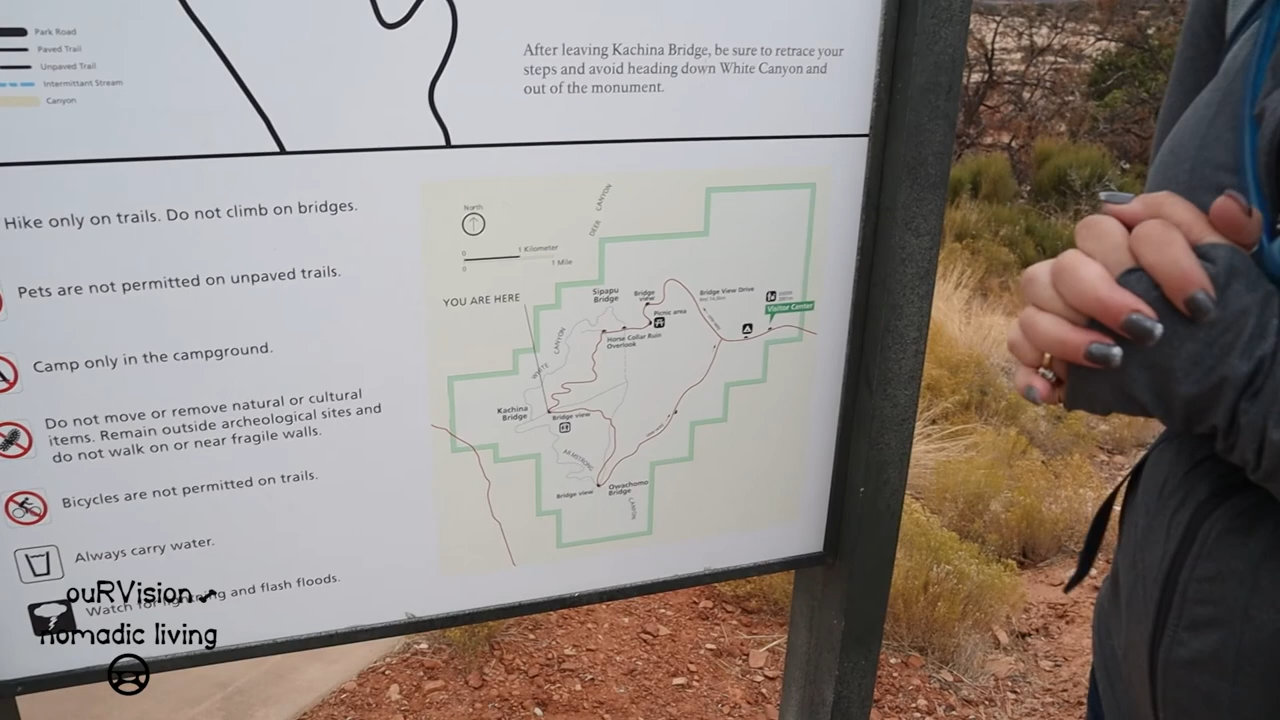 Park Road
Paved Trail
Unpaved Trail
Intermittant Stream
Canyon
After leaving Kachina Bridge, be sure to retrace your
steps and avoid heading down White Canyon and
out of the monument.
Hike only on trails. Do not climb on bridges.
Pets are not permitted on unpaved trails.
Camp only in the campground.
Do not move or remove natural or cultural
items. Remain outside archeological sites and
do not walk on or near fragile walls.
Bicycles are not permitted on trails.
Always carry water.
Watch for lightning and flash floods.
North
0 1 Kilometer
0 1 Mile
DEER CANYON
YOU ARE HERE
Sipapu
Bridge
Bridge
view
Bridge View Drive
Picnic area
Visitor Center
Horse Collar Ruin
Overlook
WHITE CANYON
Kachina
Bridge
Bridge view
ARMSTRONG
CANYON
Bridge view
Owachomo
Bridge
ouRVision
nomadic living